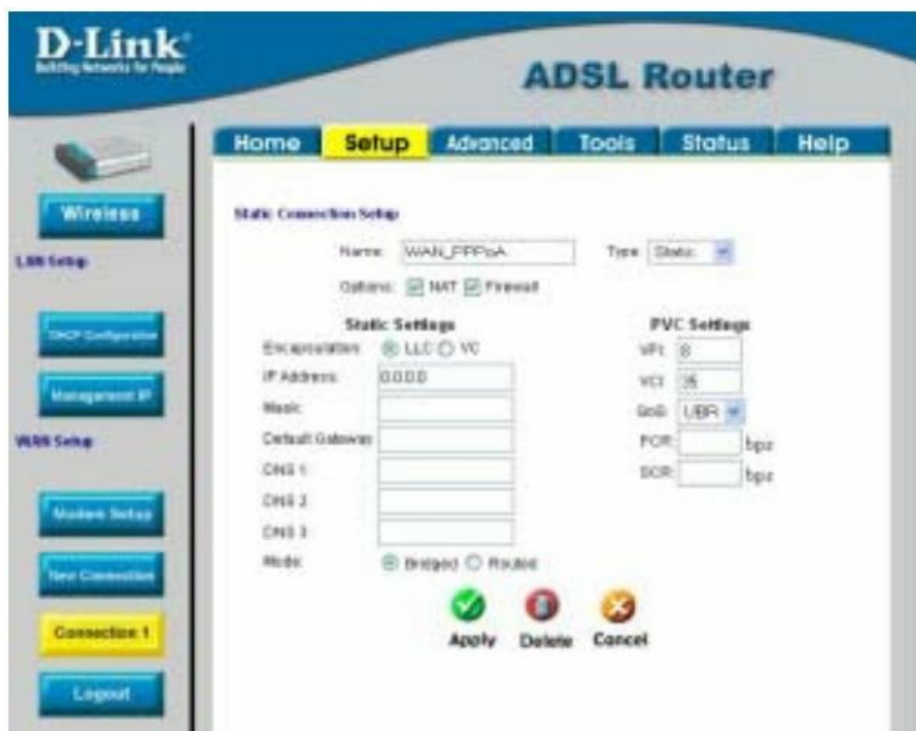 D-Link
Building Networks for People
ADSL Router
Home Setup Advanced Tools Status Help
Wireless
LAN Setup
DHCP Configuration
Management IP
WAN Setup
Modem Setup
New Connection
Connection 1
Logout
Static Connection Setup
Name: WAN_PPPoA Type: Static
Options: NAT Firewall
Static Settings
Encapsulation: LLC VC
IP Address: 0.0.0.0
Mask:
Default Gateway:
DNS 1:
DNS 2:
DNS 3:
Mode: Bridged Routed
PVC Settings
VPI: 8
VCI: 35
QoS: UBR
PCR: bps
SCR: bps
Apply Delete Cancel